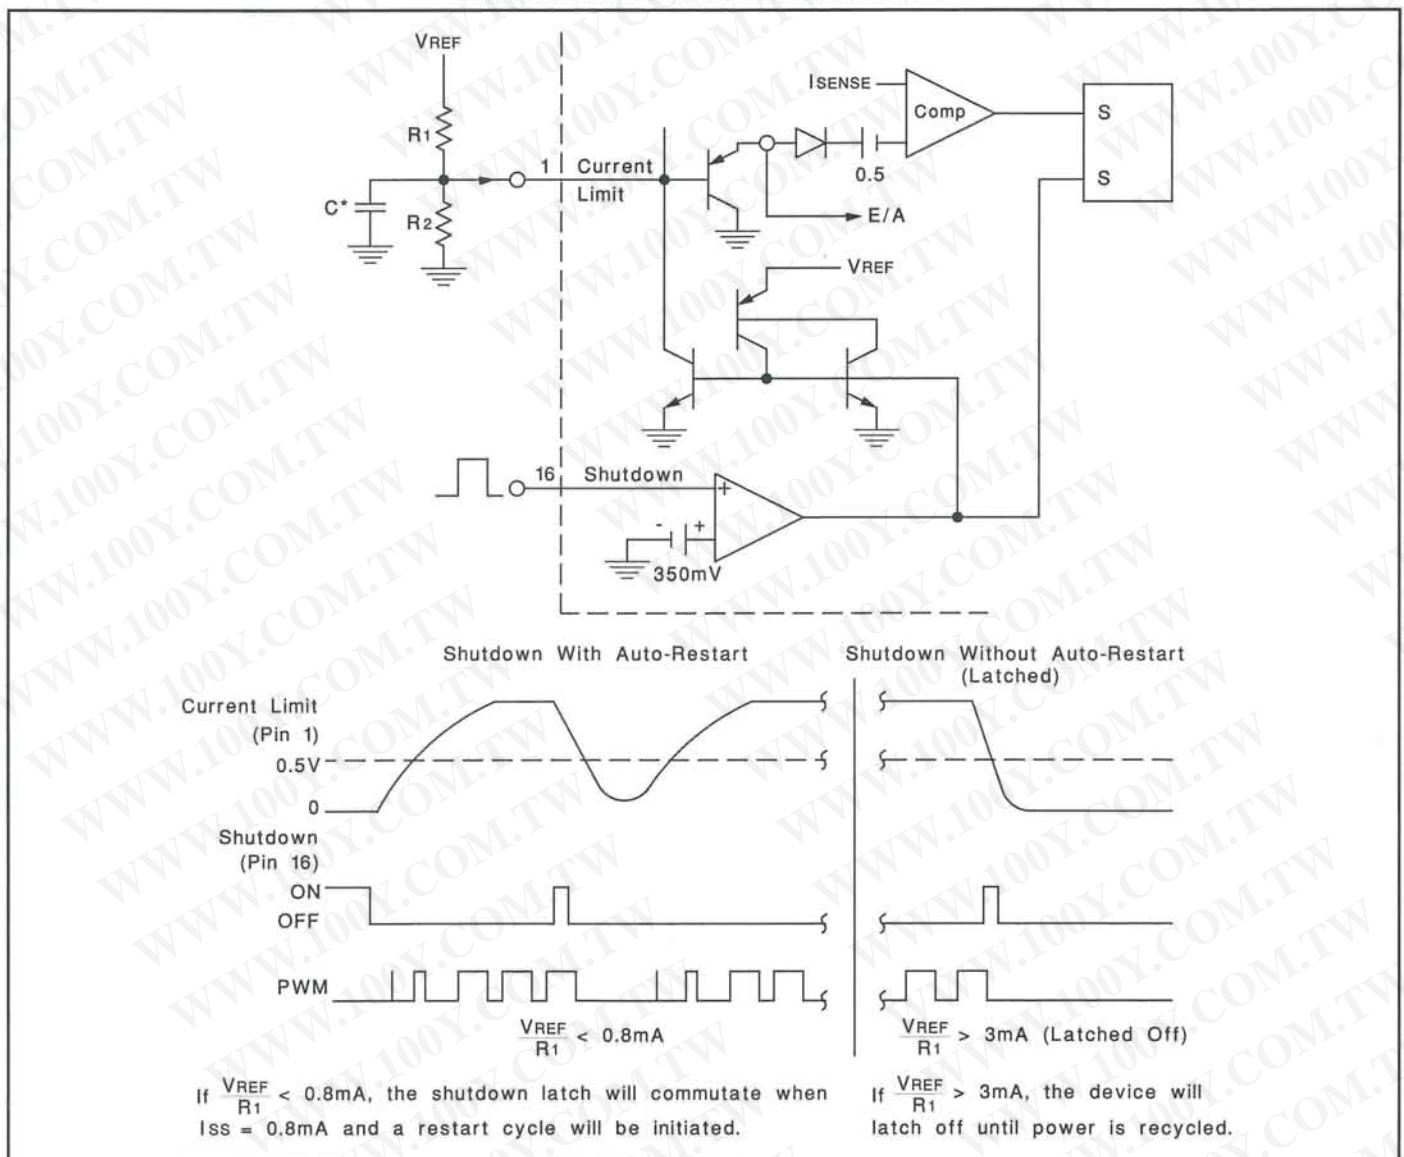 VREF
R1
C*
R2
1
Current
Limit
ISENSE
Comp
0.5
E/A
S
S
VREF
16
Shutdown
+
-
+
350mV
Shutdown With Auto-Restart
Shutdown Without Auto-Restart
(Latched)
Current Limit
(Pin 1)
0.5V
0
Shutdown
(Pin 16)
ON
OFF
PWM
VREF
R1
< 0.8mA
VREF
R1
> 3mA (Latched Off)
If VREF/R1 < 0.8mA, the shutdown latch will commutate when
ISS = 0.8mA and a restart cycle will be initiated.
If VREF/R1 > 3mA, the device will
latch off until power is recycled.
WWW.100Y.COM.TW